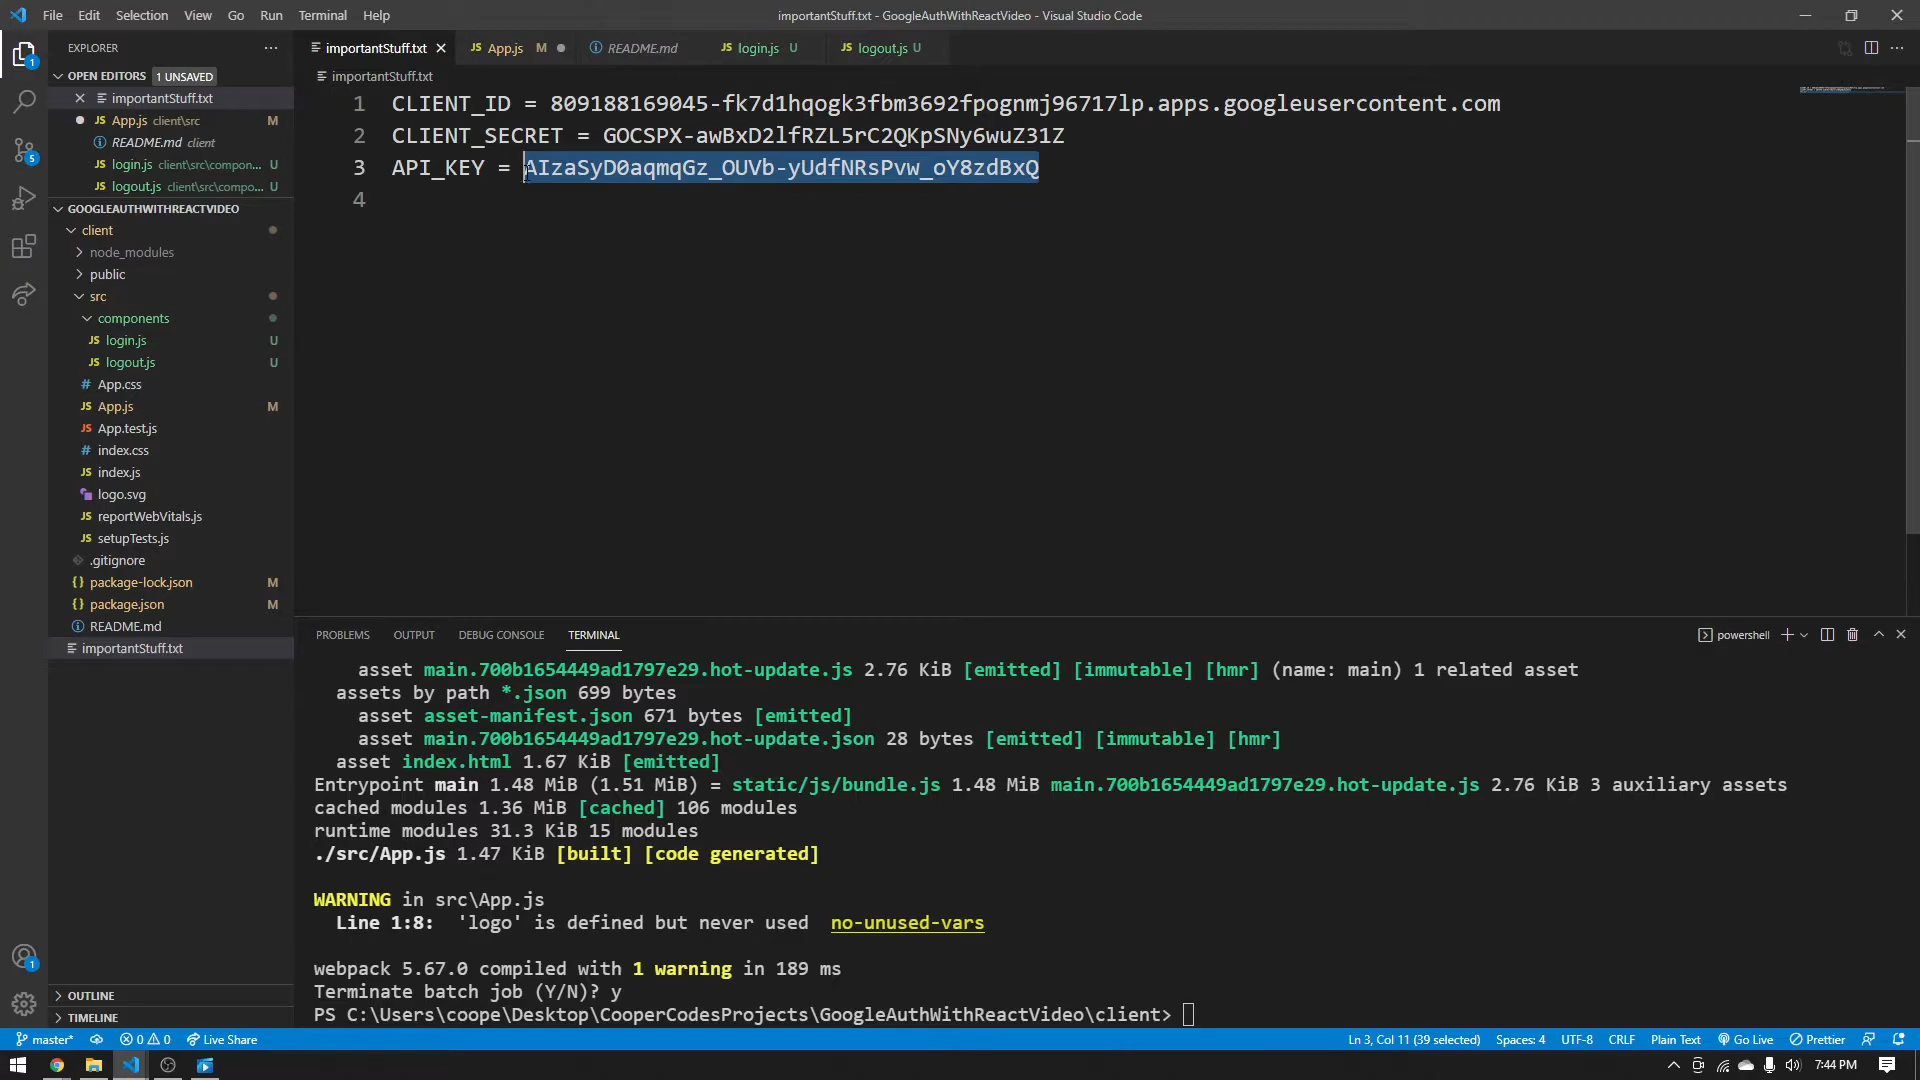 File Edit Selection View Go Run Terminal Help
importantStuff.txt - GoogleAuthWithReactVideo - Visual Studio Code
EXPLORER
OPEN EDITORS 1 UNSAVED
importantStuff.txt
JS App.js client\src M
README.md client
JS login.js client\src\compon... U
JS logout.js client\src\compo... U
GOOGLEAUTHWITHREACTVIDEO
client
node_modules
public
src
components
JS login.js U
JS logout.js U
# App.css
JS App.js M
JS App.test.js
# index.css
JS index.js
logo.svg
JS reportWebVitals.js
JS setupTests.js
.gitignore
{} package-lock.json M
{} package.json M
README.md
importantStuff.txt
OUTLINE
TIMELINE
importantStuff.txt JS App.js M README.md JS login.js U JS logout.js U
importantStuff.txt
1 CLIENT_ID = 809188169045-fk7d1hqogk3fbm3692fpognmj96717lp.apps.googleusercontent.com
2 CLIENT_SECRET = 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
3 API_KEY = AIzaSyD0aqmqGz_OUVb-yUdfNRsPvw_oY8zdBxQ
4
PROBLEMS OUTPUT DEBUG CONSOLE TERMINAL
powershell
asset main.700b1654449ad1797e29.hot-update.js 2.76 KiB [emitted] [immutable] [hmr] (name: main) 1 related asset
assets by path *.json 699 bytes
asset asset-manifest.json 671 bytes [emitted]
asset main.700b1654449ad1797e29.hot-update.json 28 bytes [emitted] [immutable] [hmr]
asset index.html 1.67 KiB [emitted]
Entrypoint main 1.48 MiB (1.51 MiB) = static/js/bundle.js 1.48 MiB main.700b1654449ad1797e29.hot-update.js 2.76 KiB 3 auxiliary assets
cached modules 1.36 MiB [cached] 106 modules
runtime modules 31.3 KiB 15 modules
./src/App.js 1.47 KiB [built] [code generated]
WARNING in src\App.js
Line 1:8: 'logo' is defined but never used no-unused-vars
webpack 5.67.0 compiled with 1 warning in 189 ms
Terminate batch job (Y/N)? y
PS C:\Users\coope\Desktop\CooperCodesProjects\GoogleAuthWithReactVideo\client>
master* 0 0 Live Share
Ln 3, Col 11 (39 selected) Spaces: 4 UTF-8 CRLF Plain Text Go Live Prettier
7:44 PM